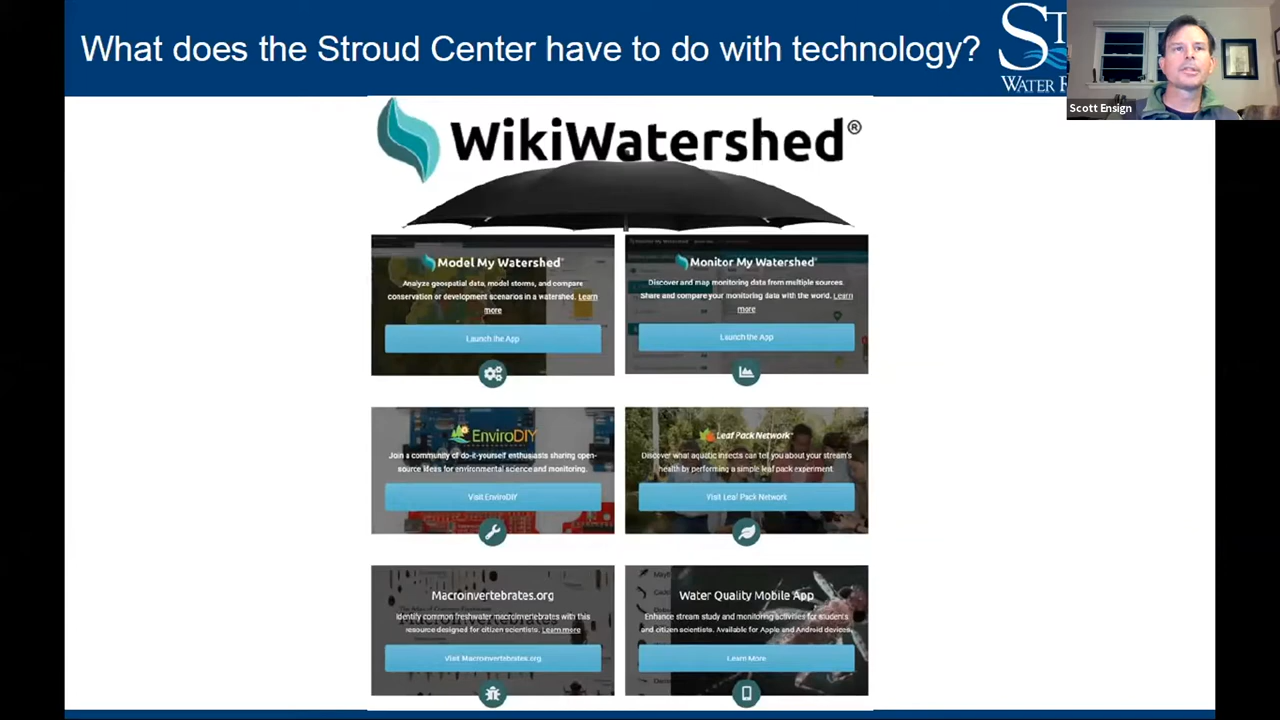 What does the Stroud Center have to do with technology?
Scott Ensign
WikiWatershed®
Model My Watershed®
Analyze geospatial data, model storms, and compare
conservation or development scenarios in a watershed. Learn
more
Launch the App
Monitor My Watershed®
Discover and map monitoring data from multiple sources.
Share and compare your monitoring data with the world. Learn
more
Launch the App
EnviroDIY
Join a community of do-it-yourself enthusiasts sharing open-
source ideas for environmental science and monitoring.
Visit EnviroDIY
Leaf Pack Network™
Discover what aquatic insects can tell you about your stream's
health by performing a simple leaf pack experiment.
Visit Leaf Pack Network
Macroinvertebrates.org
Identify common freshwater macroinvertebrates with this
resource designed for citizen scientists. Learn more
Visit Macroinvertebrates.org
Water Quality Mobile App
Enhance stream study and monitoring activities for students
and citizen scientists. Available for Apple and Android devices.
Learn More